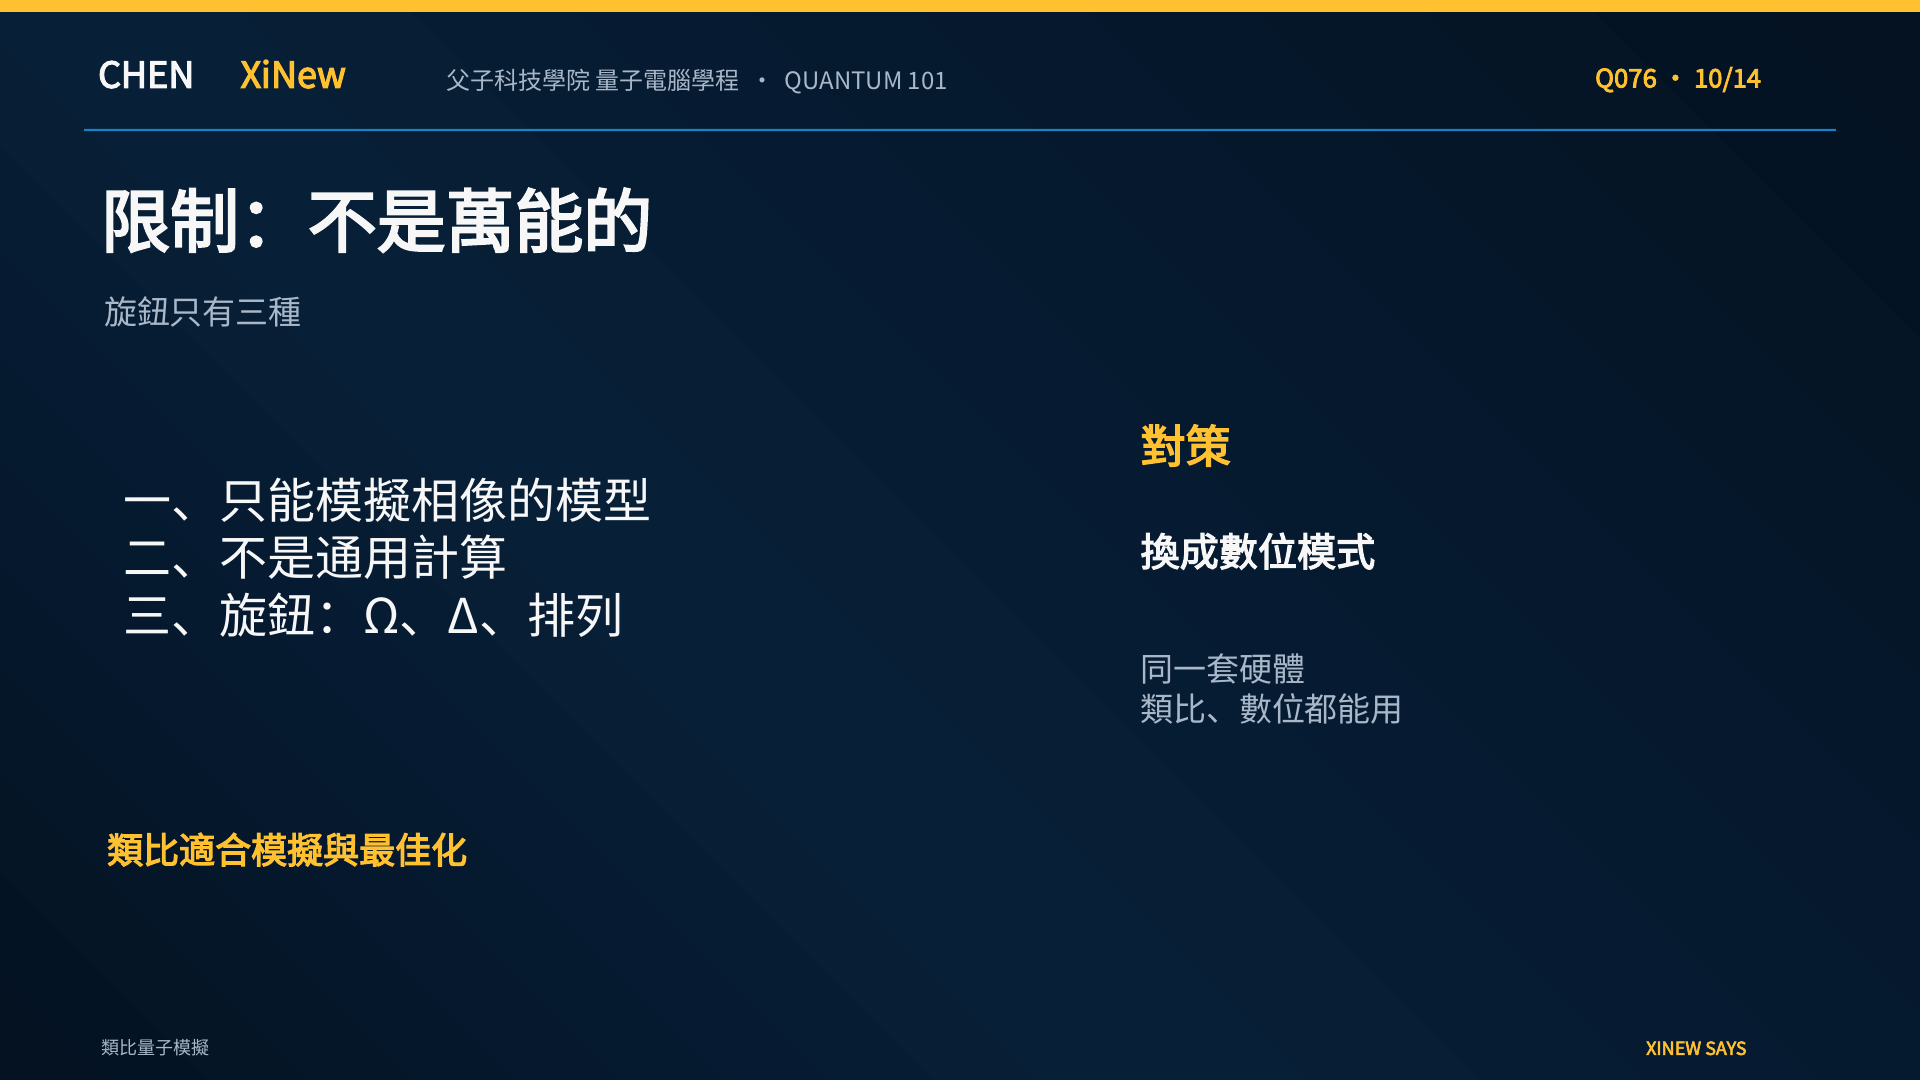 CHEN XiNew 父子科技學院 量子電腦學程 ・ QUANTUM 101 Q076 ・ 10/14
限制：不是萬能的
旋鈕只有三種
一、只能模擬相像的模型
二、不是通用計算
三、旋鈕：Ω、Δ、排列
對策
換成數位模式
同一套硬體
類比、數位都能用
類比適合模擬與最佳化
類比量子模擬
XINEW SAYS